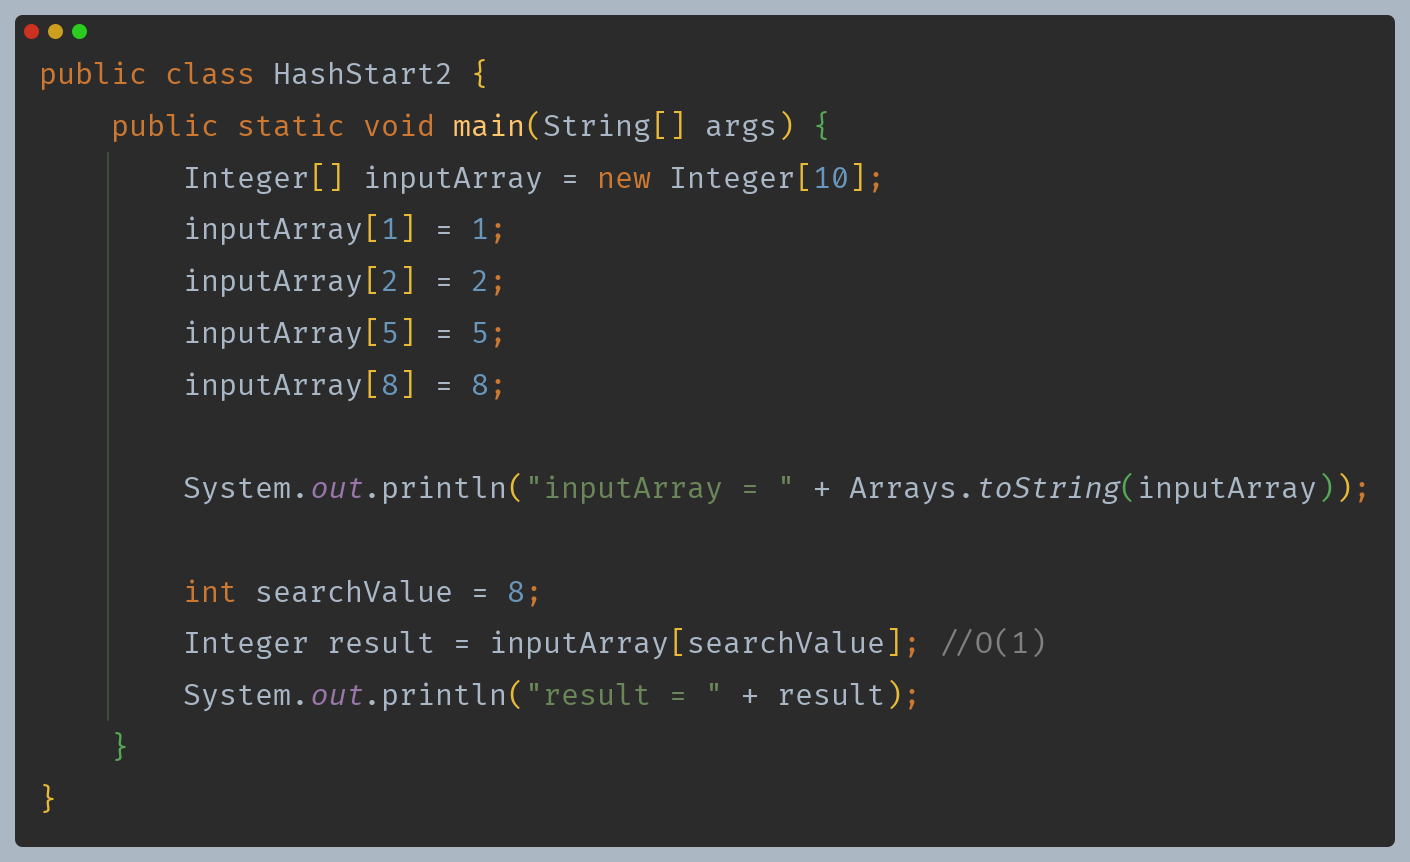 public class HashStart2 {
    public static void main(String[] args) {
        Integer[] inputArray = new Integer[10];
        inputArray[1] = 1;
        inputArray[2] = 2;
        inputArray[5] = 5;
        inputArray[8] = 8;

        System.out.println("inputArray = " + Arrays.toString(inputArray));

        int searchValue = 8;
        Integer result = inputArray[searchValue]; //O(1)
        System.out.println("result = " + result);
    }
}